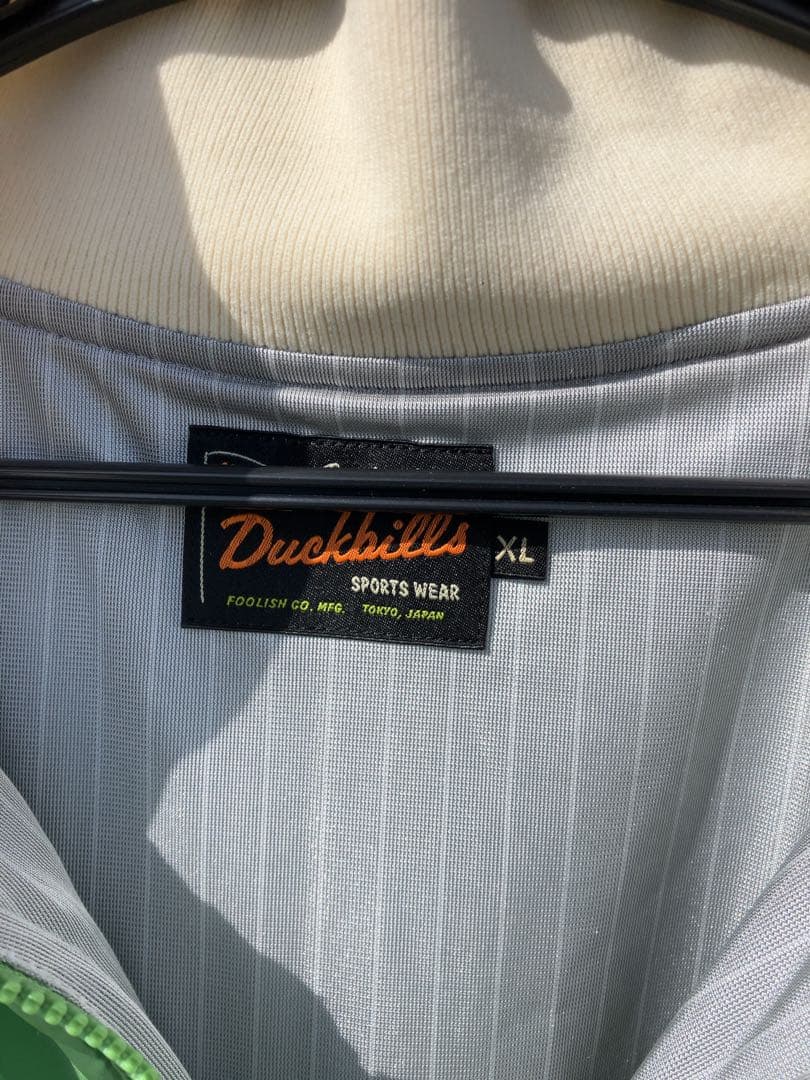 Duckbills
XL
SPORTS WEAR
FOOLISH CO. MFG. TOKYO, JAPAN